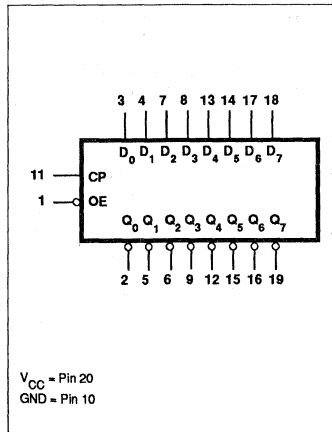 3 4 7 8 13 14 17 18
D0 D1 D2 D3 D4 D5 D6 D7
11 CP
1 OE
Q0 Q1 Q2 Q3 Q4 Q5 Q6 Q7
2 5 6 9 12 15 16 19
VCC = Pin 20
GND = Pin 10